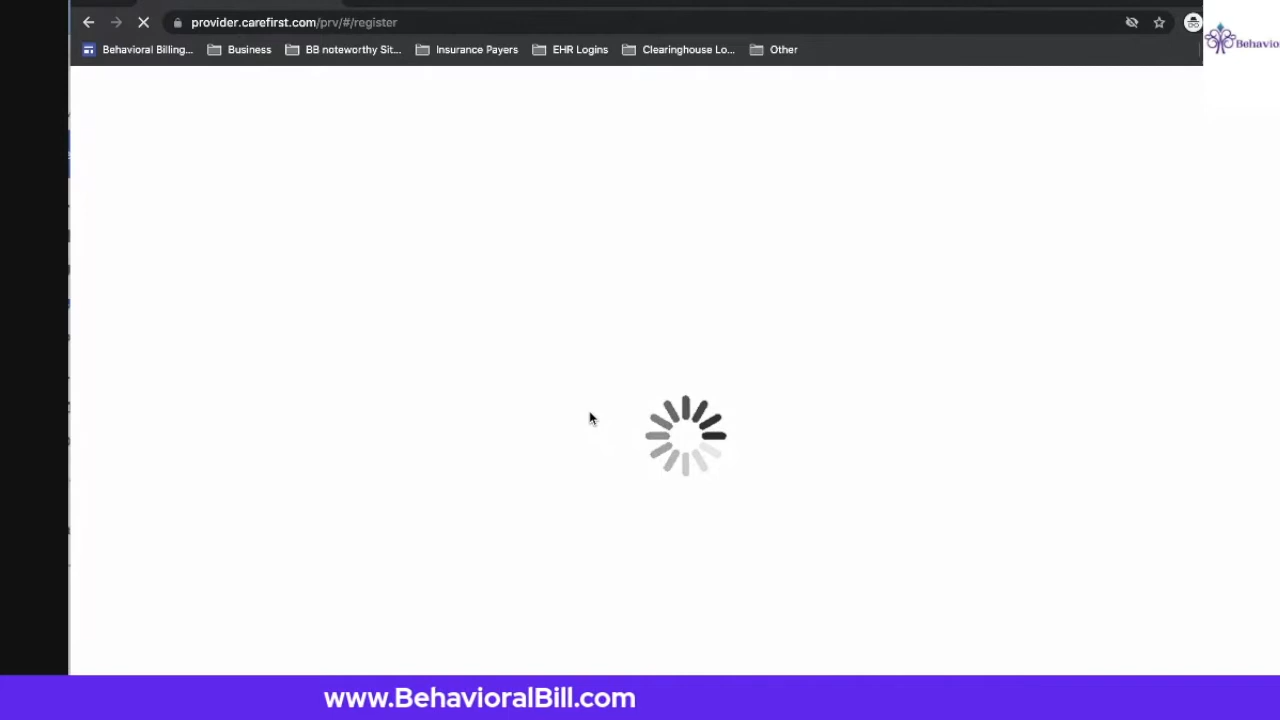 provider.carefirst.com/prv/#/register
Behavioral Billing... Business BB noteworthy Sit... Insurance Payers EHR Logins Clearinghouse Lo... Other
Behavio
www.BehavioralBill.com